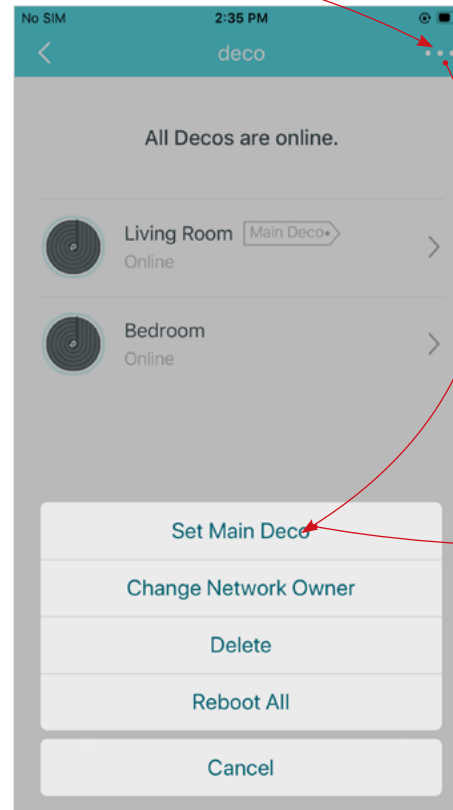 No SIM 2:35 PM
deco
All Decos are online.
Living Room Main Deco
Online
Bedroom
Online
Set Main Deco
Change Network Owner
Delete
Reboot All
Cancel